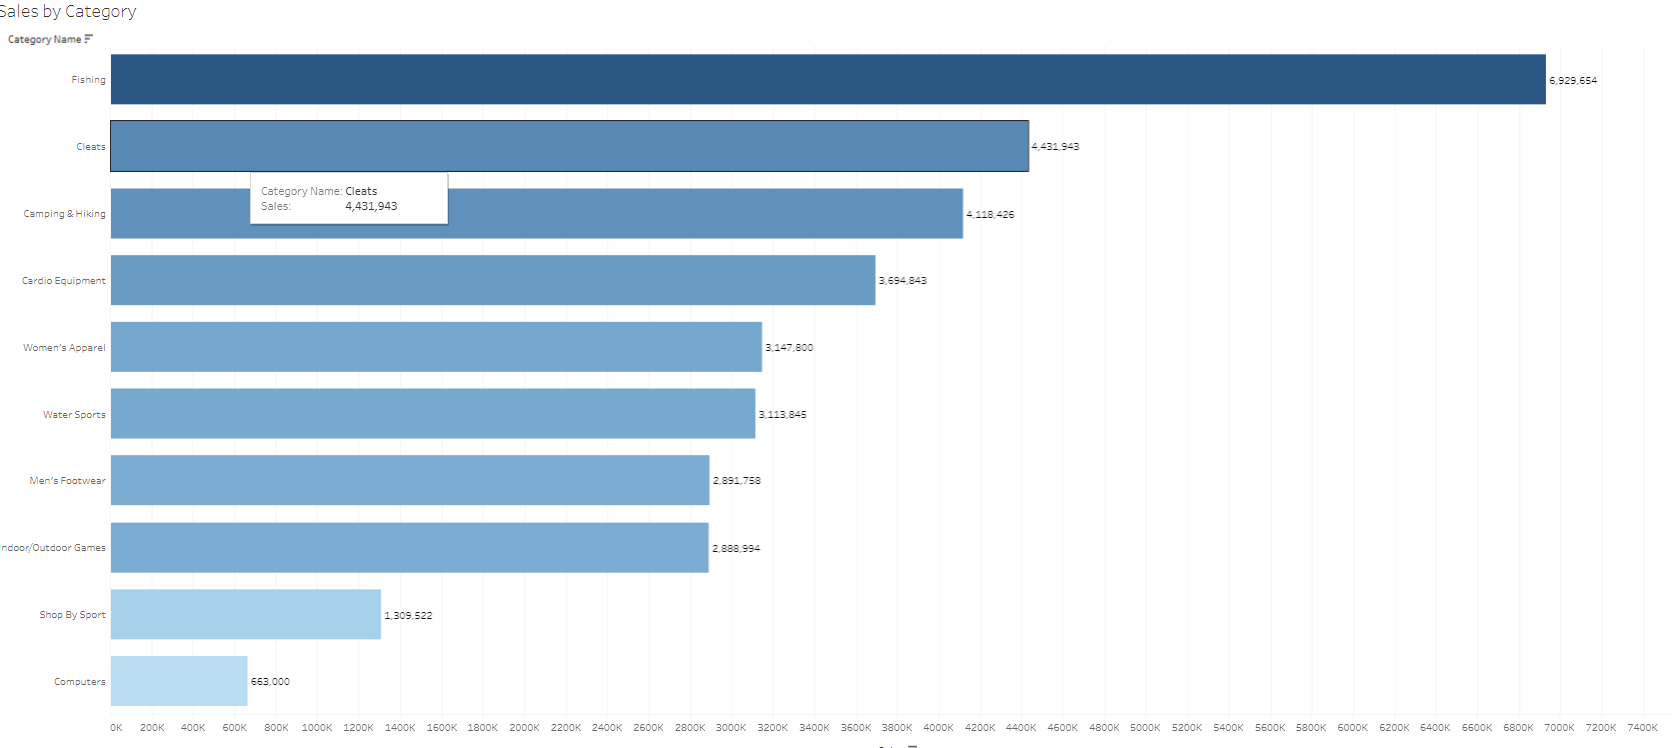 Sales by Category
Category Name
Fishing
6,929,654
Cleats
4,431,943
Category Name: Cleats
Sales: 4,431,943
Camping & Hiking
4,118,426
Cardio Equipment
3,694,843
Women's Apparel
3,147,800
Water Sports
3,113,845
Men's Footwear
2,891,758
Indoor/Outdoor Games
2,888,994
Shop By Sport
1,309,522
Computers
663,000
0K 200K 400K 600K 800K 1000K 1200K 1400K 1600K 1800K 2000K 2200K 2400K 2600K 2800K 3000K 3200K 3400K 3600K 3800K 4000K 4200K 4400K 4600K 4800K 5000K 5200K 5400K 5600K 5800K 6000K 6200K 6400K 6600K 6800K 7000K 7200K 7400K